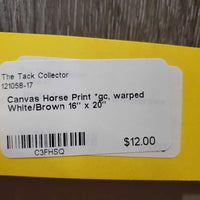 The Tack Collector
121058-17
Canvas Horse Print *gc, warped
White/Brown 16" x 20"
$12.00
C3FHSQ